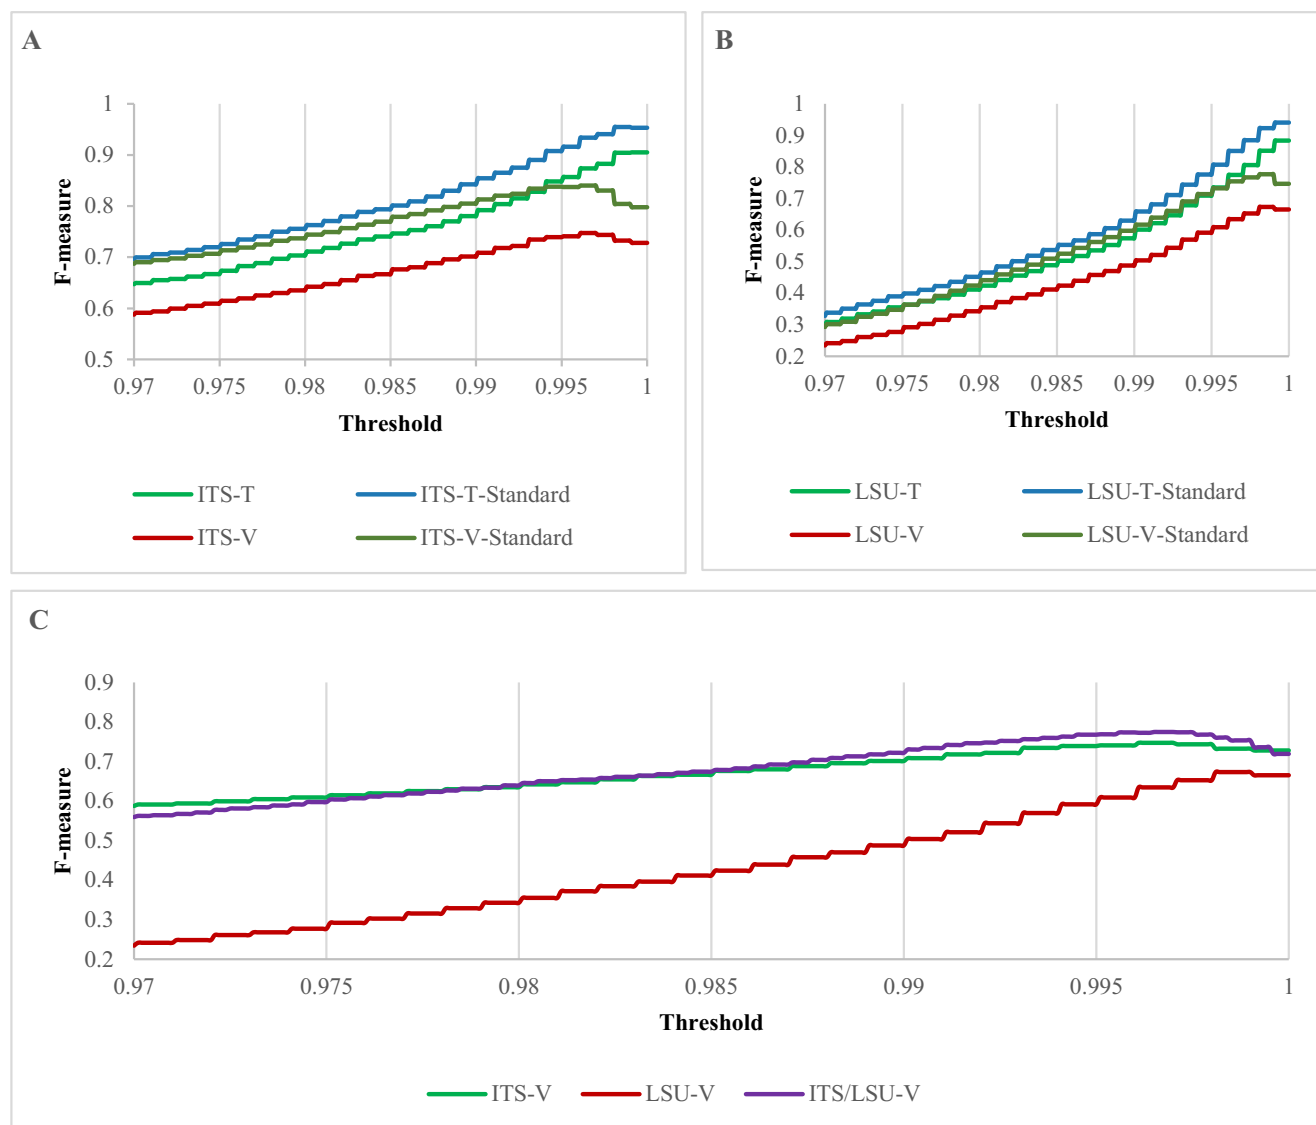 A
F-measure
1
0.9
0.8
0.7
0.6
0.5
0.97 0.975 0.98 0.985 0.99 0.995 1
Threshold
ITS-T ITS-T-Standard
ITS-V ITS-V-Standard
B
F-measure
1
0.9
0.8
0.7
0.6
0.5
0.4
0.3
0.2
0.97 0.975 0.98 0.985 0.99 0.995 1
Threshold
LSU-T LSU-T-Standard
LSU-V LSU-V-Standard
C
F-measure
0.9
0.8
0.7
0.6
0.5
0.4
0.3
0.2
0.97 0.975 0.98 0.985 0.99 0.995 1
Threshold
ITS-V LSU-V ITS/LSU-V